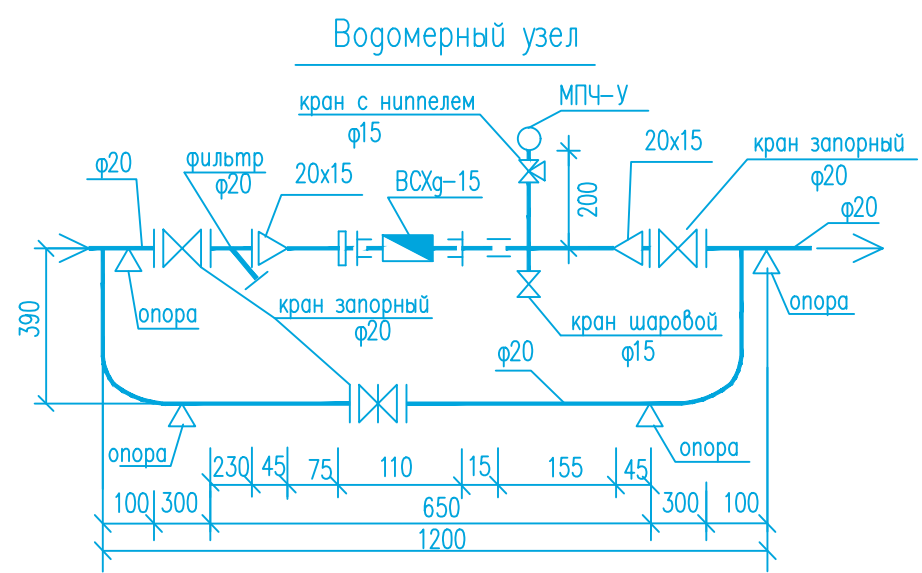 Водомерный узел
МПЧ-У
кран с ниппелем
φ15
20х15
кран запорный
φ20
φ20
фильтр
φ20
20х15
ВСХд-15
200
φ20
опора
кран запорный
φ20
390
кран шаровой
φ15
опора
φ20
опора
опора
230
45
75
110
15
155
45
100
300
650
300
100
1200